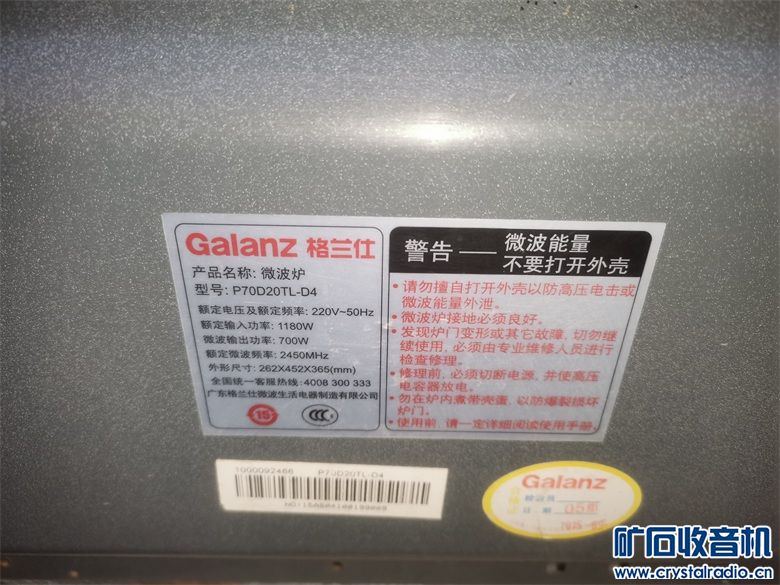 Galanz 格兰仕
产品名称: 微波炉
型号: P70D20TL-D4
额定电压及额定频率: 220V~50Hz
额定输入功率: 1180W
微波输出功率: 700W
额定微波频率: 2450MHz
外形尺寸: 262X452X365(mm)
全国统一客服热线: 4008 300 333
广东格兰仕微波生活电器制造有限公司
15
CCC
警告——微波能量
不要打开外壳
•请勿擅自打开外壳以防高压电击或
微波能量外泄。
•微波炉接地必须良好。
•发现炉门变形或其它故障, 切勿继
续使用, 必须由专业维修人员进行
检查修理。
•修理前, 必须切断电源, 并使高压
电容器放电。
•勿在炉内煮带壳蛋, 以防爆裂损坏
炉门。
•使用前, 请一定详细阅读使用手册。
1000092466 P70D20TL-D4
Galanz
检验员
日期
矿石收音机
www.crystalradio.cn